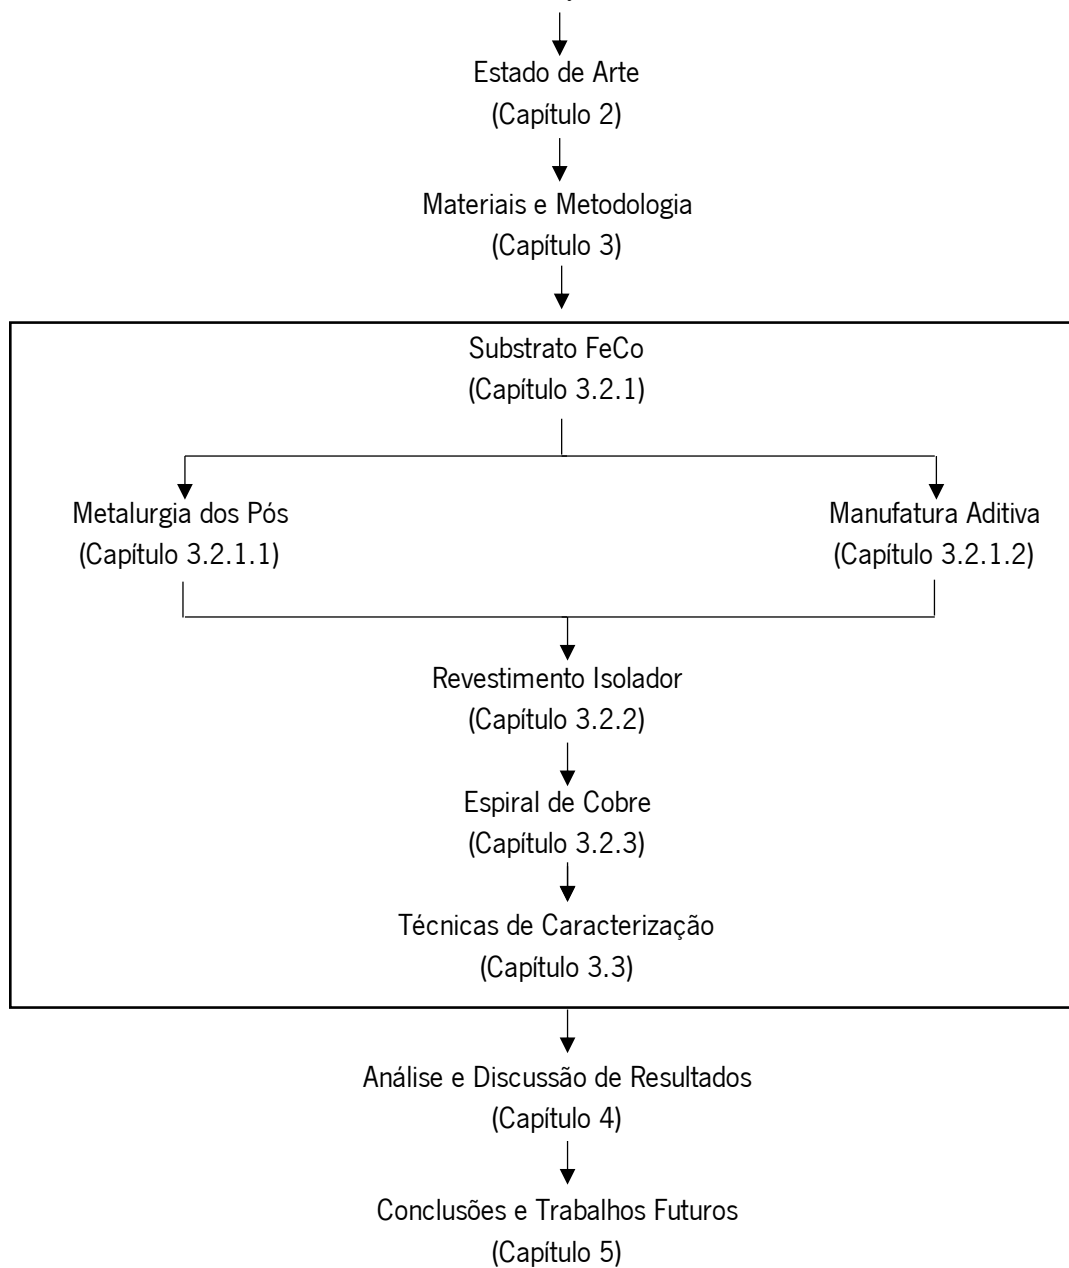 Estado de Arte
(Capítulo 2)
Materiais e Metodologia
(Capítulo 3)
Substrato FeCo
(Capítulo 3.2.1)
Metalurgia dos Pós
(Capítulo 3.2.1.1)
Manufatura Aditiva
(Capítulo 3.2.1.2)
Revestimento Isolador
(Capítulo 3.2.2)
Espiral de Cobre
(Capítulo 3.2.3)
Técnicas de Caracterização
(Capítulo 3.3)
Análise e Discussão de Resultados
(Capítulo 4)
Conclusões e Trabalhos Futuros
(Capítulo 5)